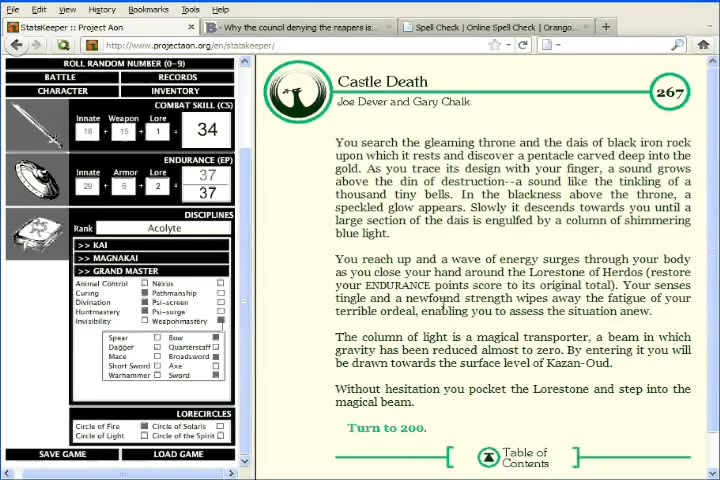 File Edit View History Bookmarks Tools Help
StatsKeeper :: Project Aon
Why the council denying the reapers is...
Spell Check | Online Spell Check | Orango...
http://www.projectaon.org/en/statskeeper/
ROLL RANDOM NUMBER (0-9)
BATTLE RECORDS
CHARACTER INVENTORY
COMBAT SKILL (CS)
Innate Weapon Lore
18 + 15 + 1 = 34
ENDURANCE (EP)
Innate Armor Lore 37
29 + 6 + 2 = 37
DISCIPLINES
Rank Acolyte
>> KAI
>> MAGNAKAI
>> GRAND MASTER
Animal Control Nexus
Curing Pathmanship
Divination Psi-screen
Huntmastery Psi-surge
Invisibility Weaponmastery
Spear Bow
Dagger Quarterstaff
Mace Broadsword
Short Sword Axe
Warhammer Sword
LORECIRCLES
Circle of Fire Circle of Solaris
Circle of Light Circle of the Spirit
SAVE GAME LOAD GAME
Castle Death
Joe Dever and Gary Chalk
267
You search the gleaming throne and the dais of black iron rock
upon which it rests and discover a pentacle carved deep into the
gold. As you trace its design with your finger, a sound grows
above the din of destruction--a sound like the tinkling of a
thousand tiny bells. In the blackness above the throne, a
speckled glow appears. Slowly it descends towards you until a
large section of the dais is engulfed by a column of shimmering
blue light.
You reach up and a wave of energy surges through your body
as you close your hand around the Lorestone of Herdos (restore
your ENDURANCE points score to its original total). Your senses
tingle and a newfound strength wipes away the fatigue of your
terrible ordeal, enabling you to assess the situation anew.
The column of light is a magical transporter, a beam in which
gravity has been reduced almost to zero. By entering it you will
be drawn towards the surface level of Kazan-Oud.
Without hesitation you pocket the Lorestone and step into the
magical beam.
Turn to 200.
Table of
Contents